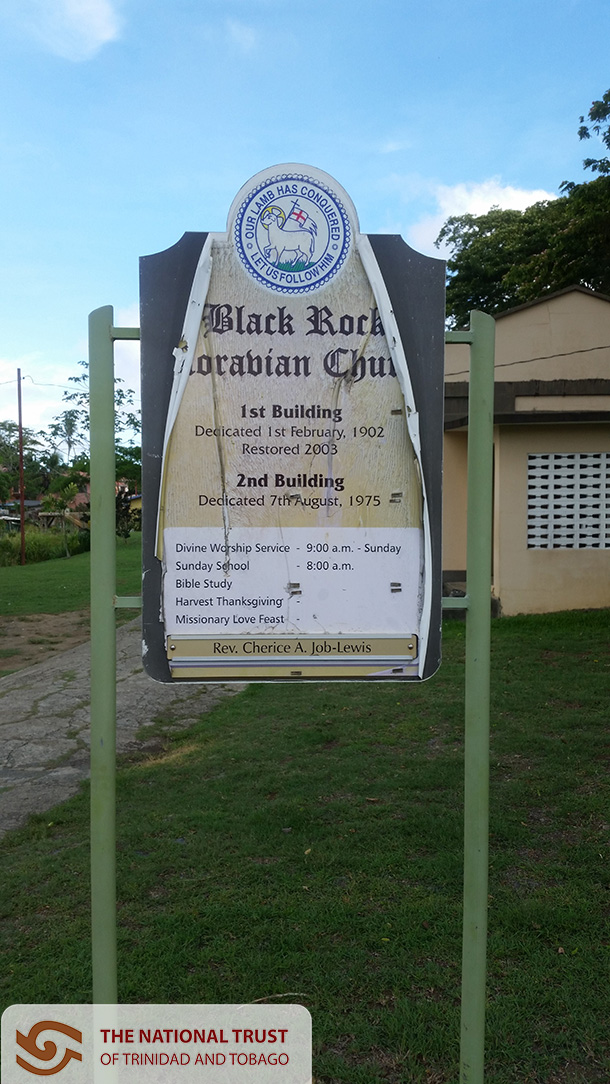 OUR LAMB HAS CONQUERED
LET US FOLLOW HIM
Black Rock
oravian Chu
1st Building
Dedicated 1st February, 1902
Restored 2003
2nd Building
Dedicated 7th August, 1975
Divine Worship Service - 9:00 a.m. - Sunday
Sunday School - 8:00 a.m.
Bible Study
Harvest Thanksgiving -
Missionary Love Feast -
Rev. Cherice A. Job-Lewis
THE NATIONAL TRUST
OF TRINIDAD AND TOBAGO